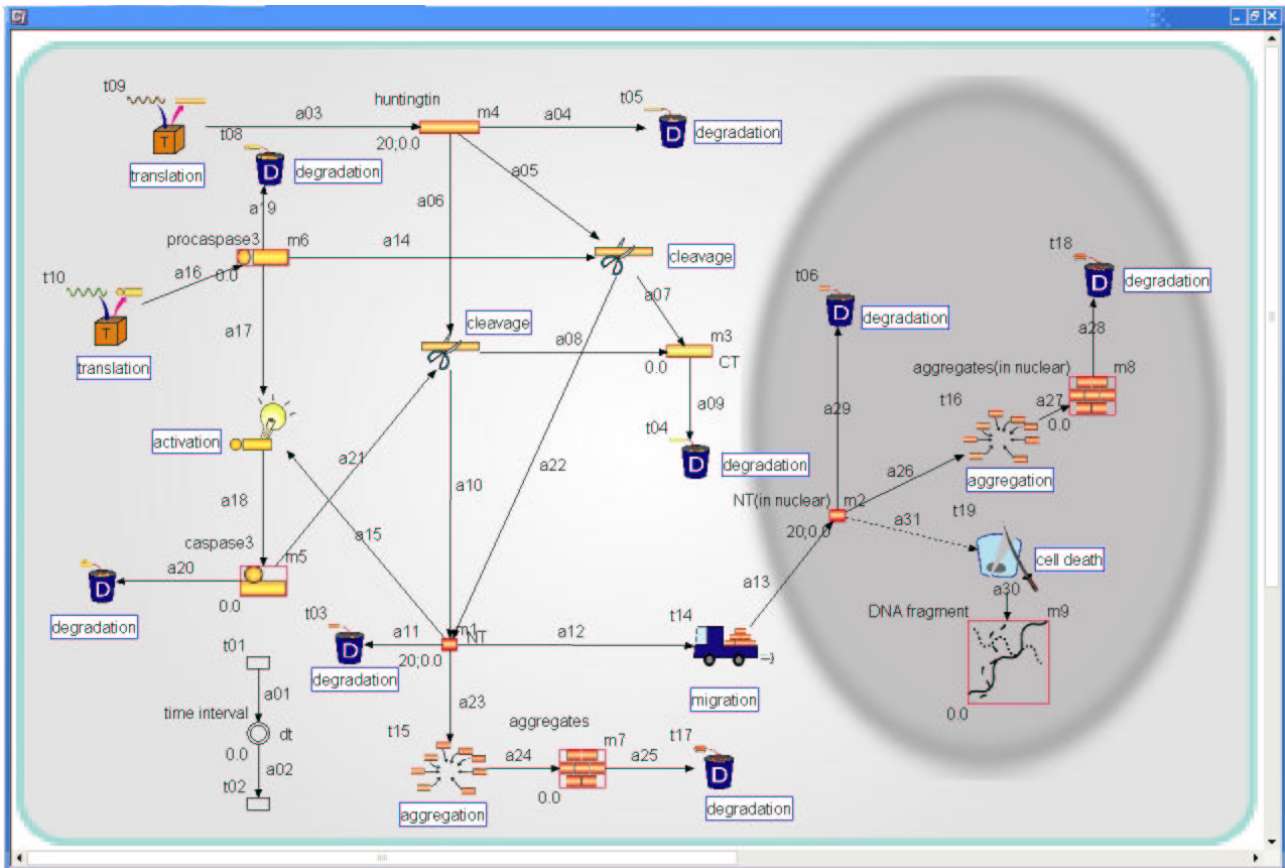 t09
huntingtin
m4
t05
a03
a04
T
D
degradation
20;0.0
t08
D
degradation
translation
a05
a06
a19
procaspase3
m6
a14
cleavage
t18
D
degradation
t10
a16
0.0
t06
D
degradation
a07
T
a17
cleavage
a08
m3
a28
translation
0.0
CT
aggregates(in nuclear)
m8
a09
a29
t16
a27
0.0
t04
activation
D
degradation
a21
a22
a26
aggregation
a10
a18
NT(in nuclear)
m2
t19
a15
20;0.0
a31
caspase3
m5
cell death
a20
D
a13
a30
0.0
DNA fragment
m9
t03
t14
degradation
a11
m1
NT
a12
t01
D
20;0.0
degradation
migration
a01
a23
time interval
dt
0.0
t15
aggregates
m7
t17
0.0
a02
a24
a25
D
t02
0.0
aggregation
degradation